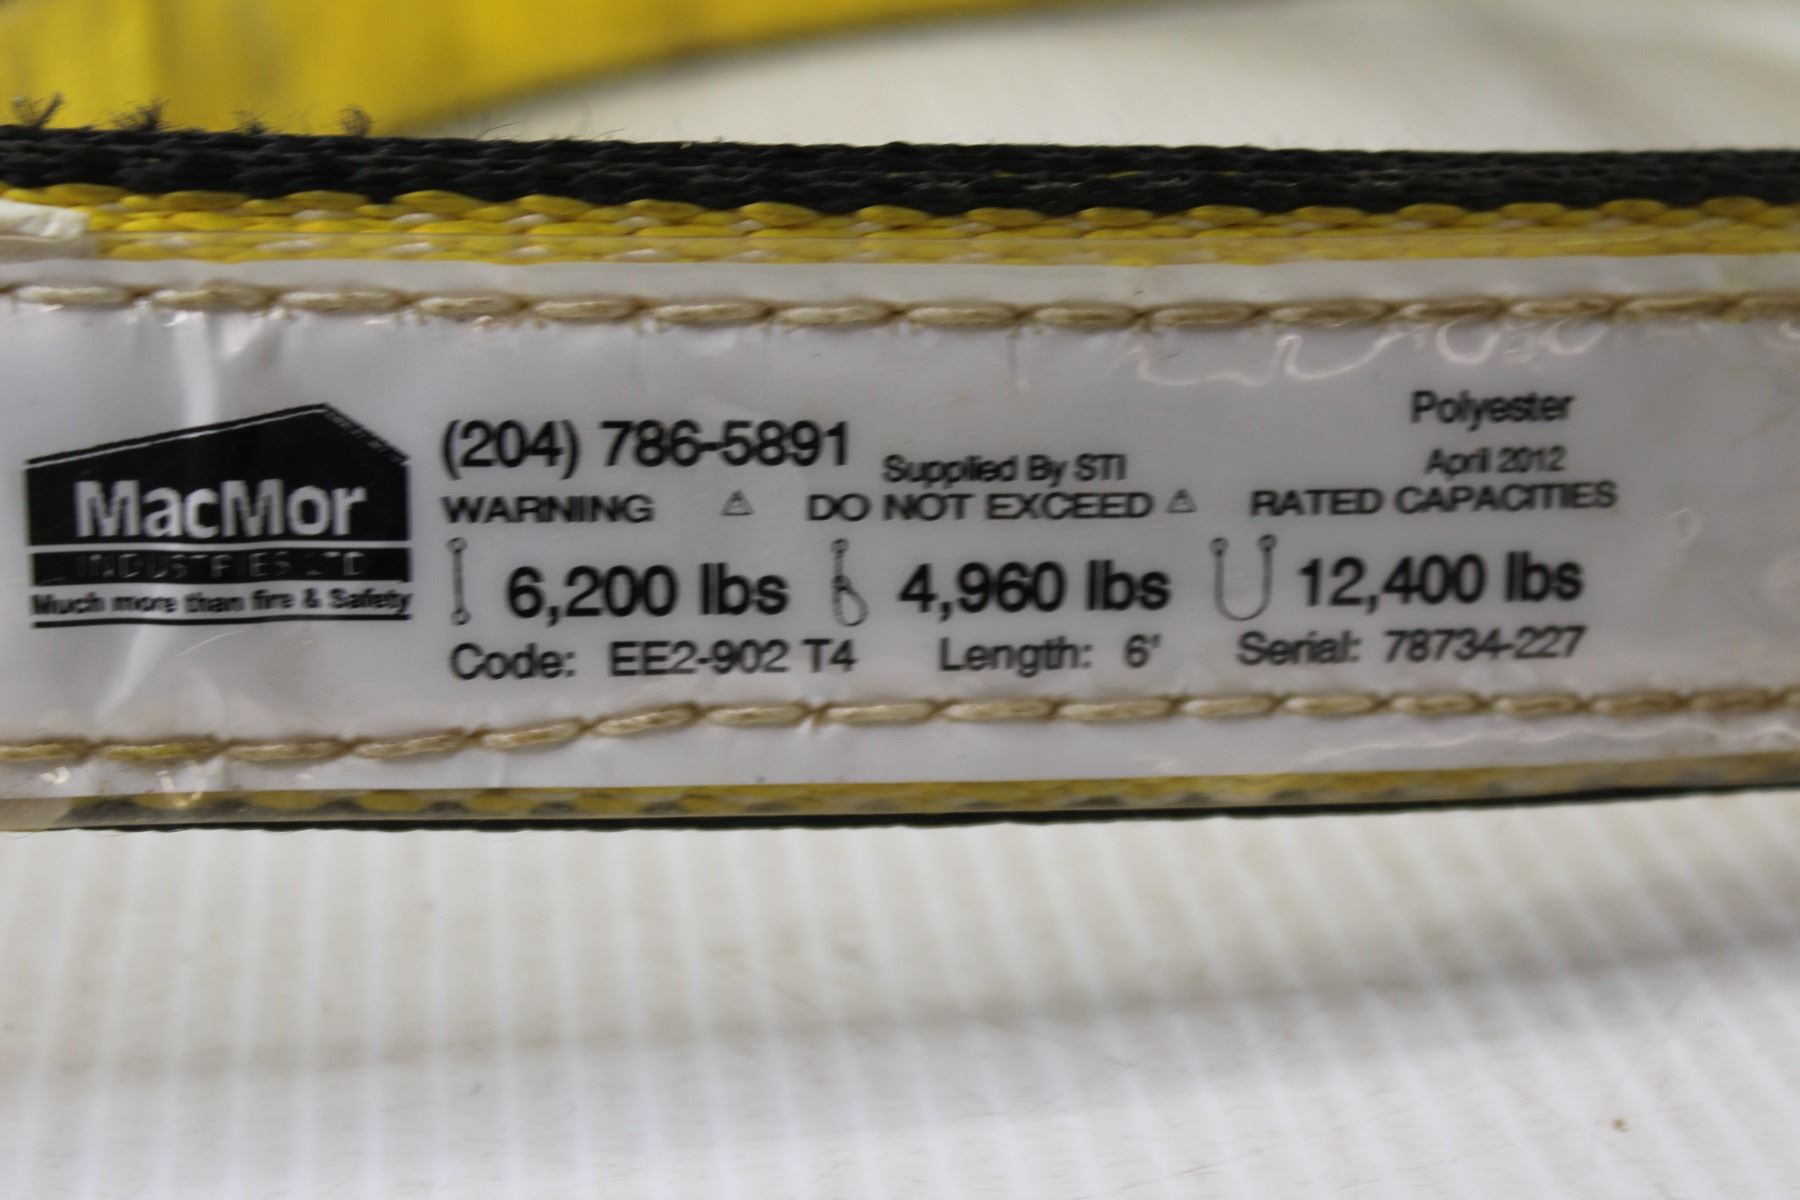 MacMor
INDUSTRIES LTD
Much more than fire & Safety
(204) 786-5891
Supplied By STI
Polyester
April 2012
WARNING ⚠ DO NOT EXCEED ⚠ RATED CAPACITIES
6,200 lbs 4,960 lbs 12,400 lbs
Code: EE2-902 T4 Length: 6' Serial: 78734-227